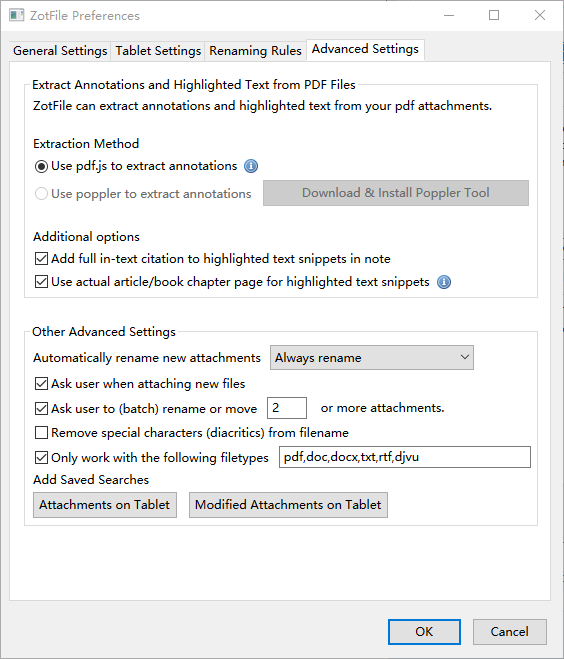 ZotFile Preferences
General Settings Tablet Settings Renaming Rules Advanced Settings
Extract Annotations and Highlighted Text from PDF Files
ZotFile can extract annotations and highlighted text from your pdf attachments.
Extraction Method
Use pdf.js to extract annotations
Use poppler to extract annotations Download & Install Poppler Tool
Additional options
Add full in-text citation to highlighted text snippets in note
Use actual article/book chapter page for highlighted text snippets
Other Advanced Settings
Automatically rename new attachments Always rename
Ask user when attaching new files
Ask user to (batch) rename or move 2 or more attachments.
Remove special characters (diacritics) from filename
Only work with the following filetypes pdf,doc,docx,txt,rtf,djvu
Add Saved Searches
Attachments on Tablet Modified Attachments on Tablet
OK Cancel